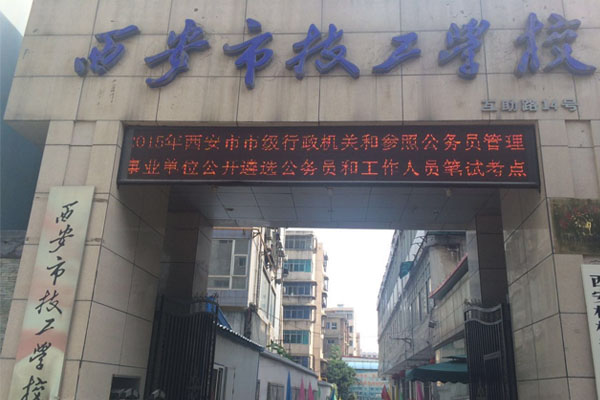 西安市技工学校
互助路14号
2015年西安市市级行政机关和参照公务员管理
事业单位公开遴选公务员和工作人员笔试考点
西安市技工学校
西安